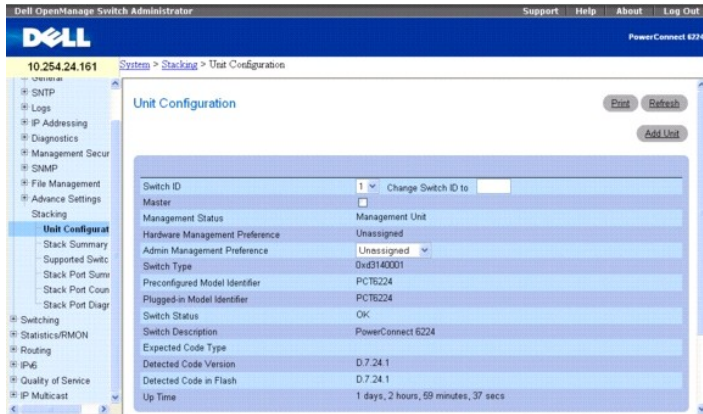 Dell OpenManage Switch Administrator
Support Help About Log Out
DELL
PowerConnect 6224
10.254.24.161
System > Stacking > Unit Configuration
General
SNTP
Logs
IP Addressing
Diagnostics
Management Secur
SNMP
File Management
Advance Settings
Stacking
Unit Configurat
Stack Summary
Supported Switc
Stack Port Sum
Stack Port Coun
Stack Port Diagr
Switching
Statistics/RMON
Routing
IPv6
Quality of Service
IP Multicast
Unit Configuration
Print Refresh
Add Unit
Switch ID 1 Change Switch ID to
Master
Management Status Management Unit
Hardware Management Preference Unassigned
Admin Management Preference Unassigned
Switch Type 0xd3140001
Preconfigured Model Identifier PCT6224
Plugged-in Model Identifier PCT6224
Switch Status OK
Switch Description PowerConnect 6224
Expected Code Type
Detected Code Version D.7.24.1
Detected Code in Flash D.7.24.1
Up Time 1 days, 2 hours, 59 minutes, 37 secs